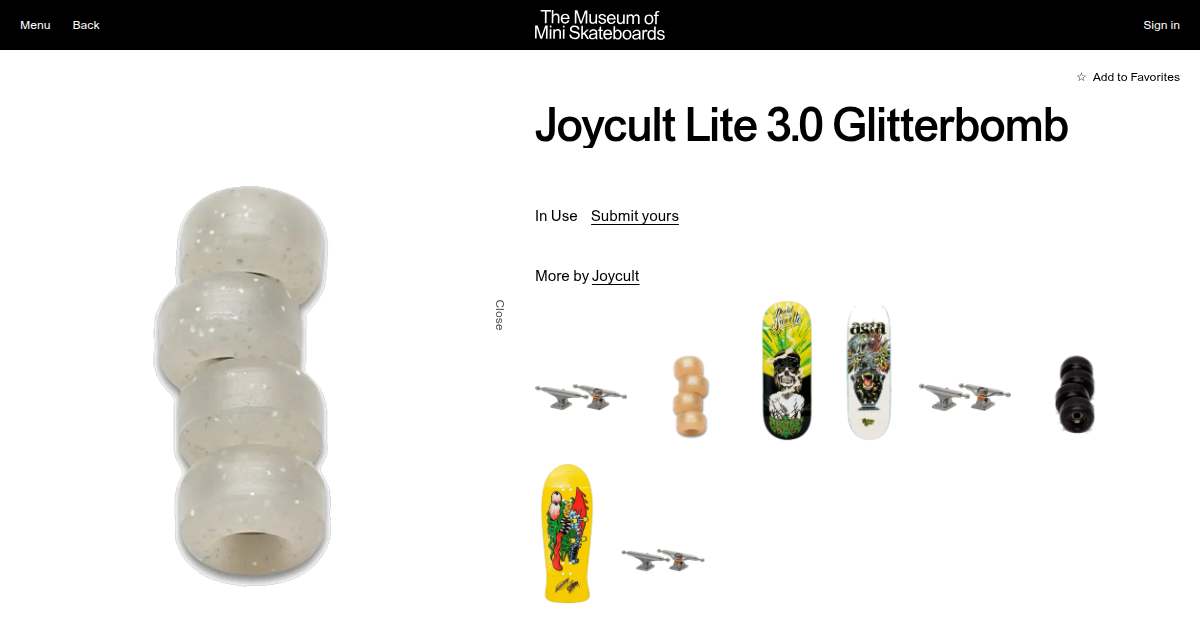 Menu
Back
The Museum of
Mini Skateboards
Sign in
☆ Add to Favorites
Joycult Lite 3.0 Glitterbomb
In Use
Submit yours
More by Joycult
Close